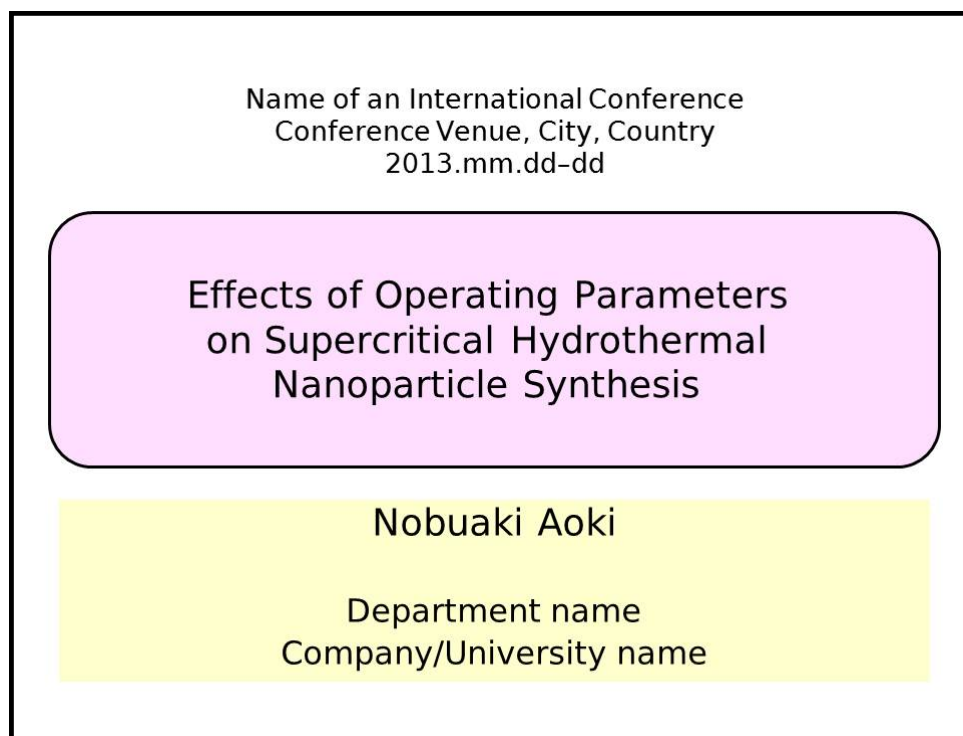 Name of an International Conference
Conference Venue, City, Country
2013.mm.dd–dd
Effects of Operating Parameters
on Supercritical Hydrothermal
Nanoparticle Synthesis
Nobuaki Aoki
Department name
Company/University name